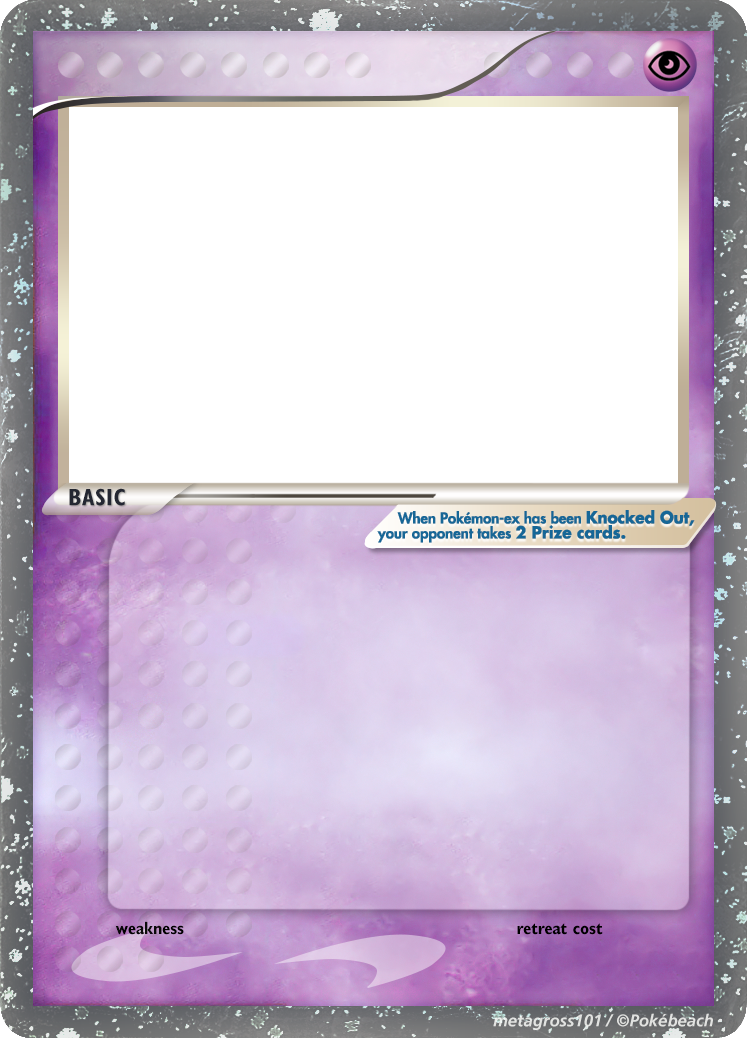 BASIC
When Pokémon-ex has been Knocked Out,
your opponent takes 2 Prize cards.
weakness
retreat cost
metagross101 / ©Pokébeach